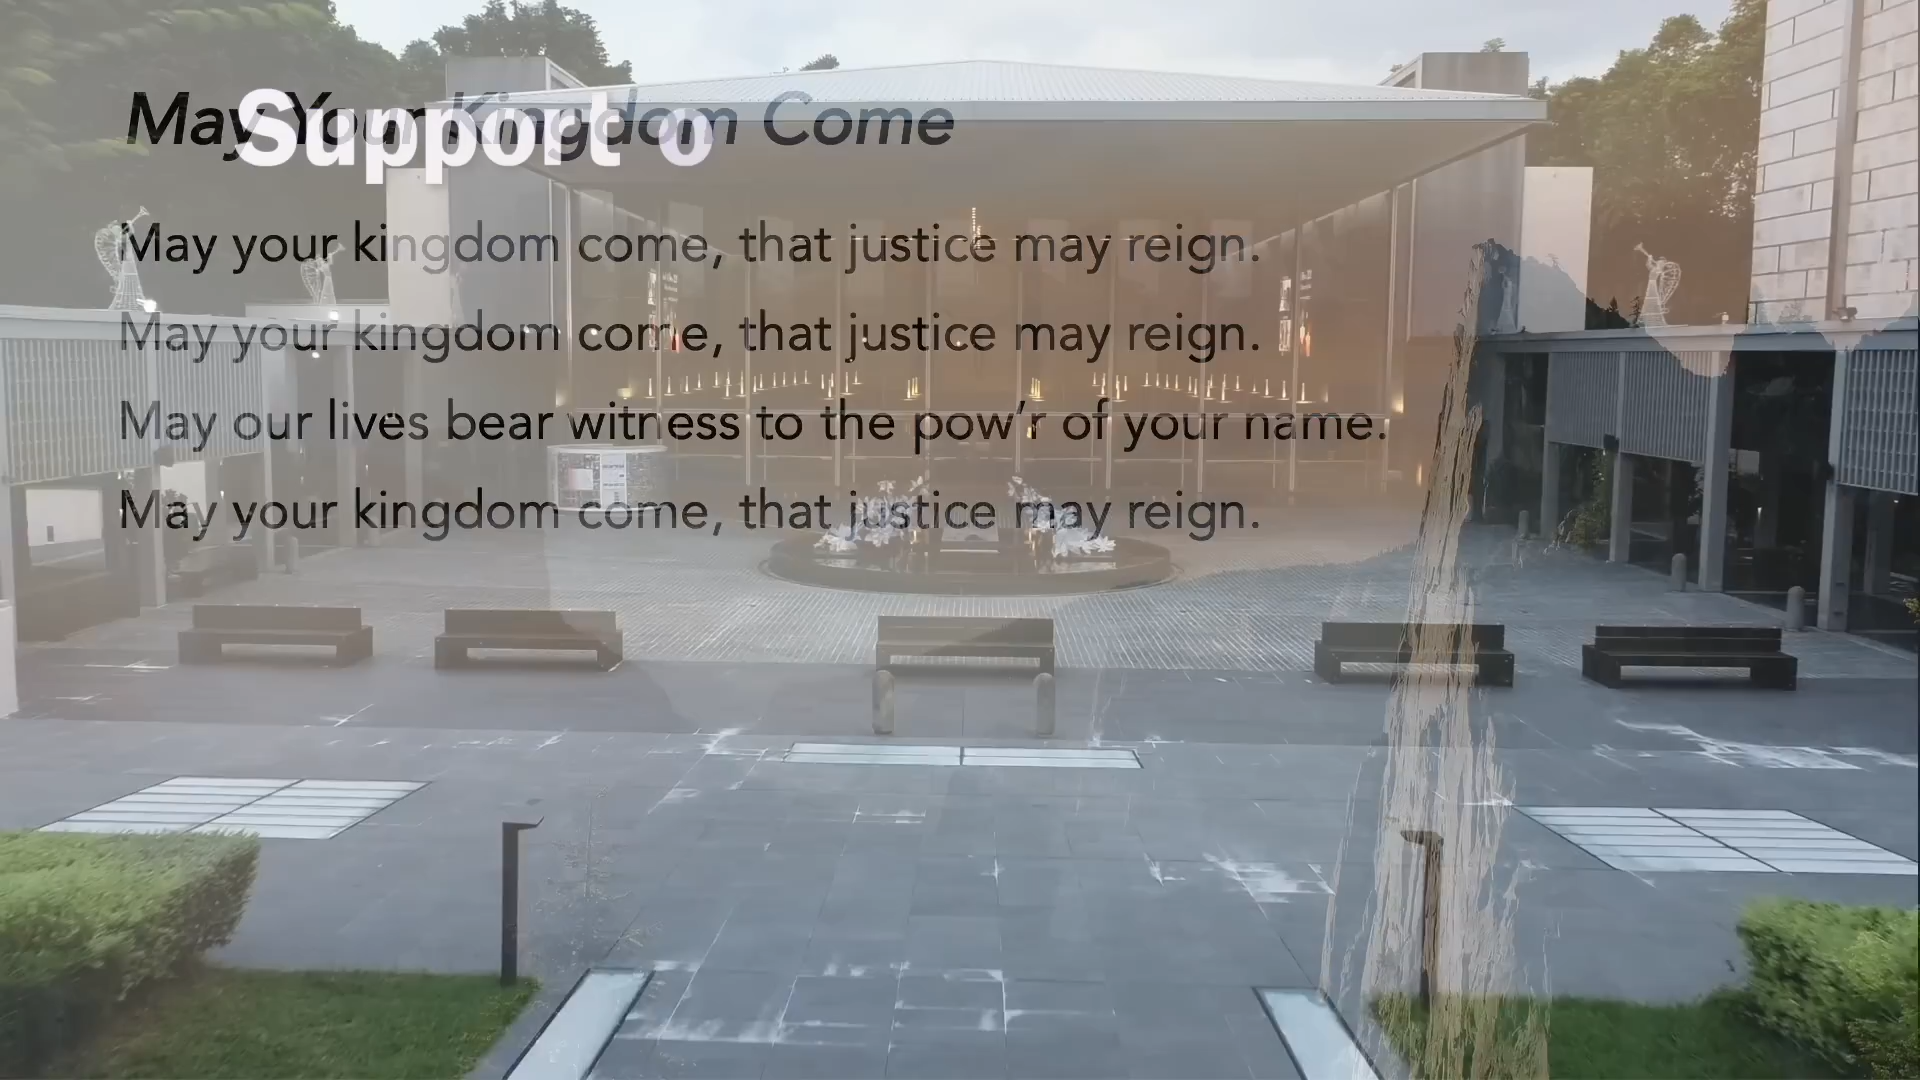 May Your Kingdom Come
Support o
May your kingdom come, that justice may reign.
May your kingdom come, that justice may reign.
May our lives bear witness to the pow’r of your name.
May your kingdom come, that justice may reign.